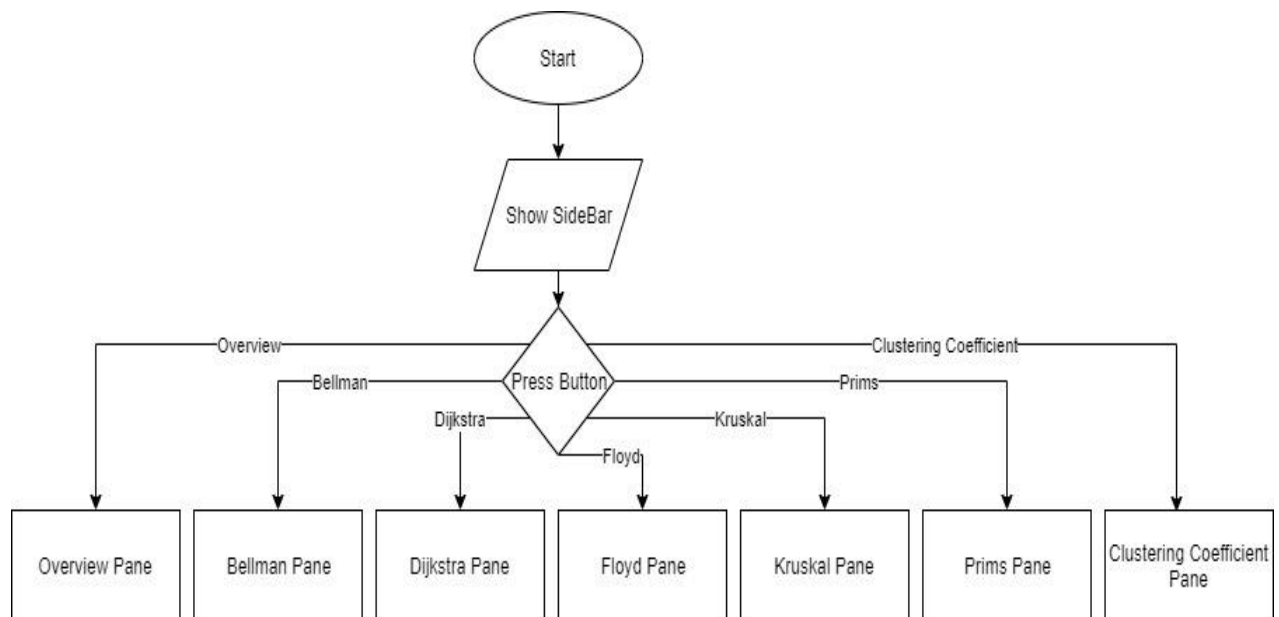 Start
Show SideBar
Overview
Clustering Coefficient
Bellman
Press Button
Prims
Dijkstra
Kruskal
Floyd
Overview Pane
Bellman Pane
Dijkstra Pane
Floyd Pane
Kruskal Pane
Prims Pane
Clustering Coefficient
Pane